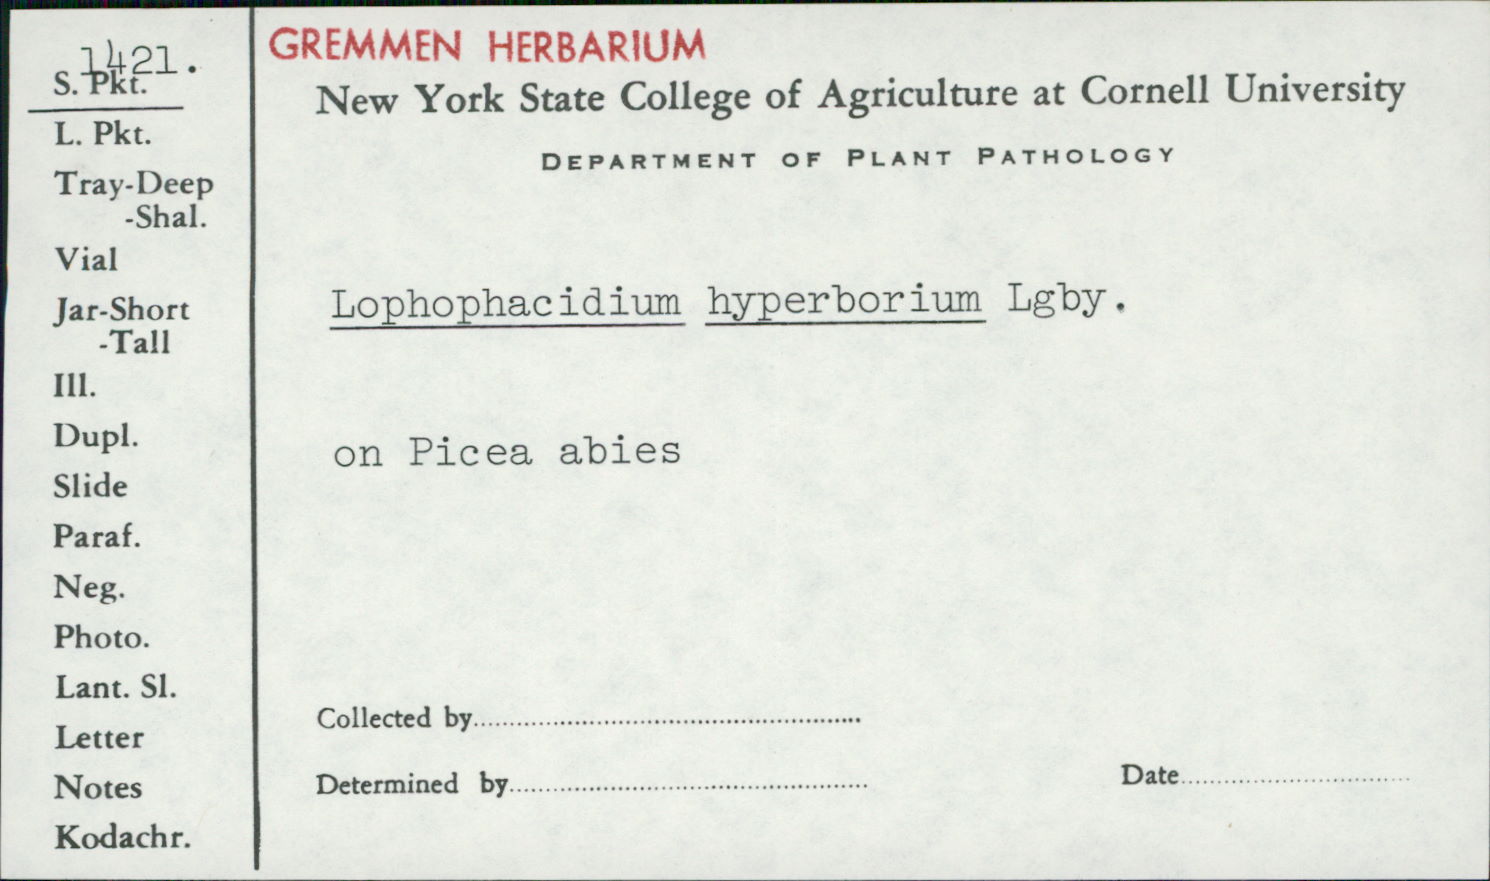 1421.
S. Pkt.
L. Pkt.
Tray-Deep
-Shal.
Vial
Jar-Short
-Tall
Ill.
Dupl.
Slide
Paraf.
Neg.
Photo.
Lant. Sl.
Letter
Notes
Kodachr.
GREMMEN HERBARIUM
New York State College of Agriculture at Cornell University
DEPARTMENT OF PLANT PATHOLOGY
Lophophacidium hyperborium Lgby.
on Picea abies
Collected by
Determined by
Date